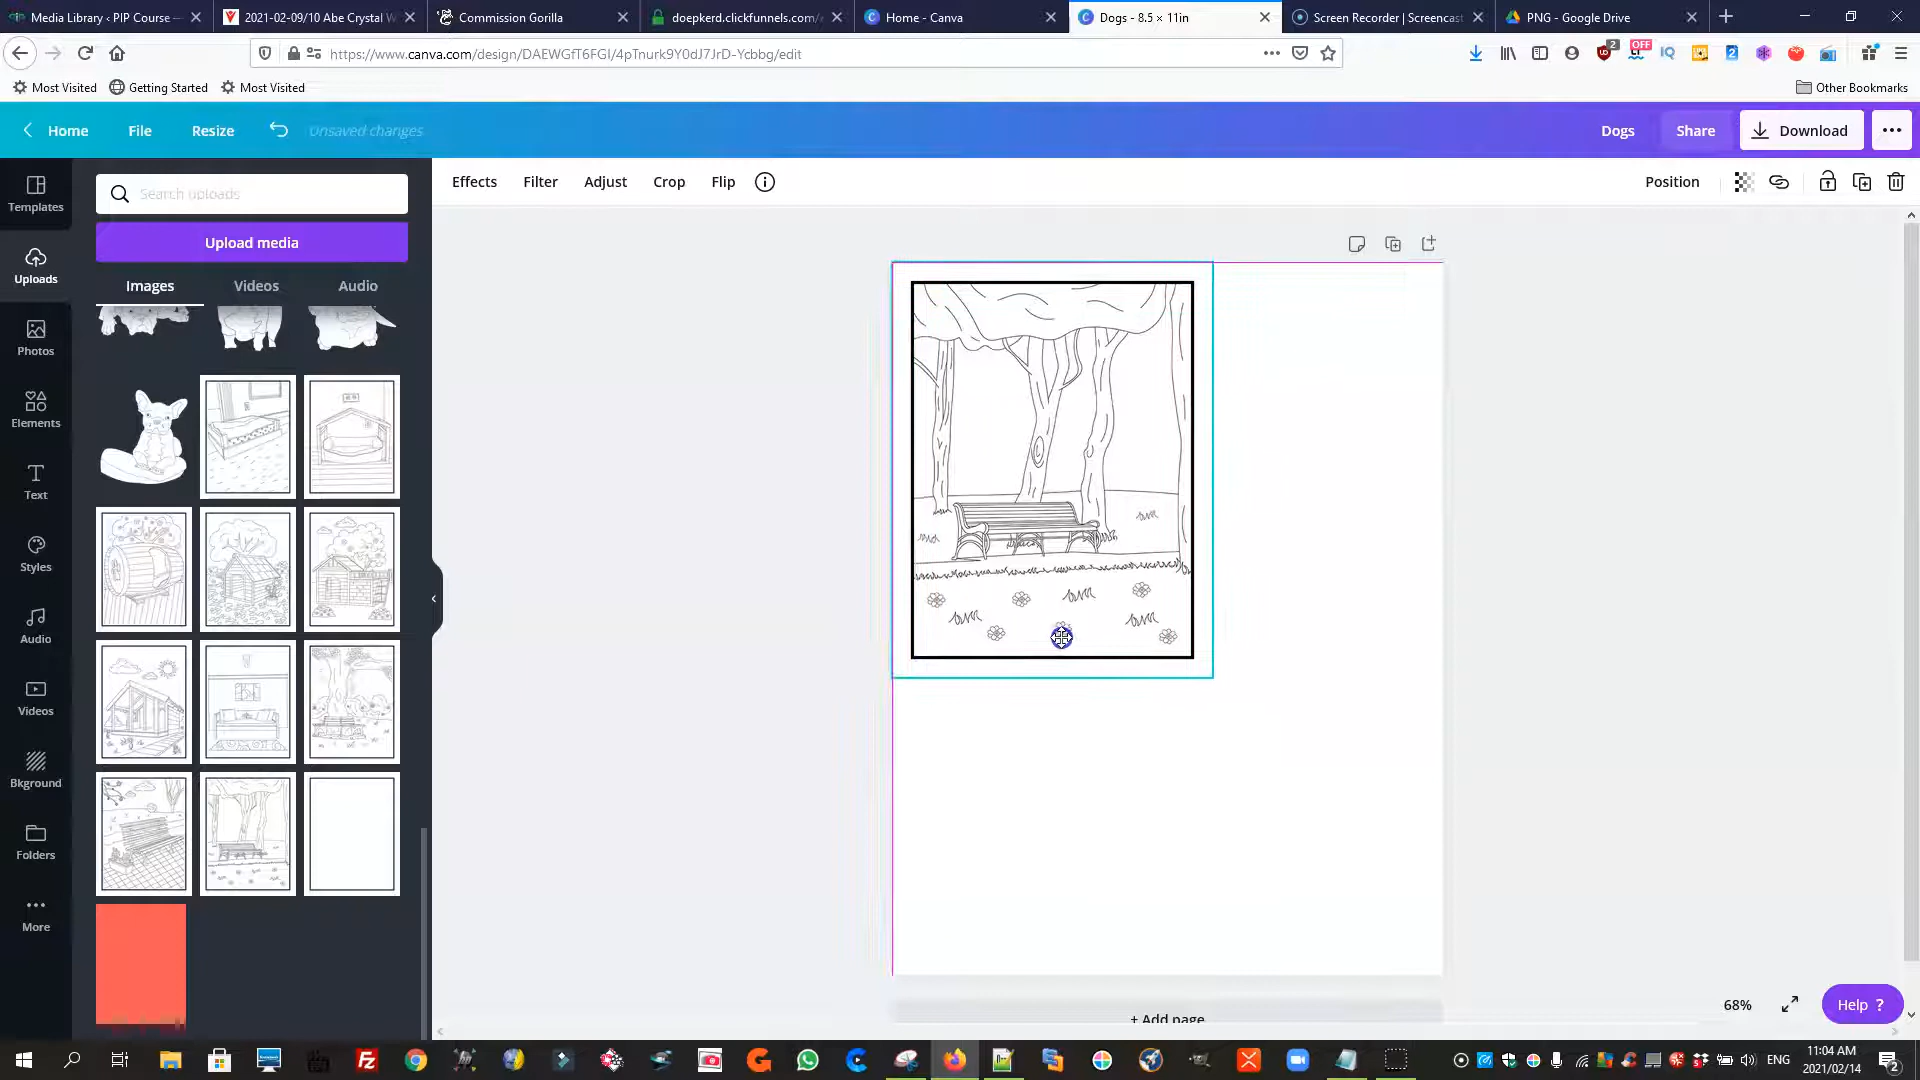 Media Library ‹ PIP Course —
2021-02-09/10 Abe Crystal W
Commission Gorilla
doepkerd.clickfunnels.com/
Home - Canva
Dogs - 8.5 × 11in
Screen Recorder | Screencast
PNG - Google Drive
https://www.canva.com/design/DAEWGfT6FGI/4pTnurk9Y0dJ7JrD-Ycbbg/edit
2
OFF
Most Visited
Getting Started
Most Visited
Other Bookmarks
Home
File
Resize
Unsaved changes
Dogs
Share
Download
Templates
Uploads
Photos
Elements
Text
Styles
Audio
Videos
Bkground
Folders
More
Search uploads
Upload media
Images
Videos
Audio
Effects
Filter
Adjust
Crop
Flip
Position
+ Add page
68%
Help ?
ENG
11:04 AM
2021/02/14
2